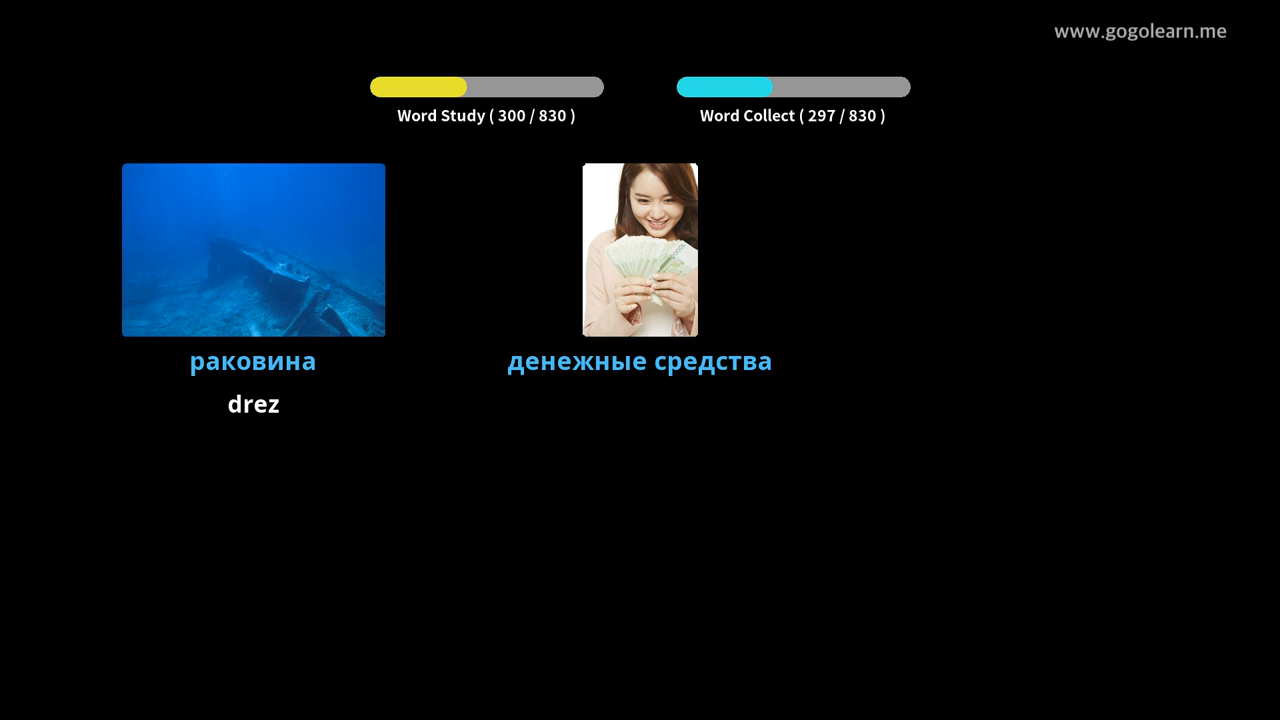 www.gogolearn.me
Word Study ( 300 / 830 )
Word Collect ( 297 / 830 )
раковина
денежные средства
drez